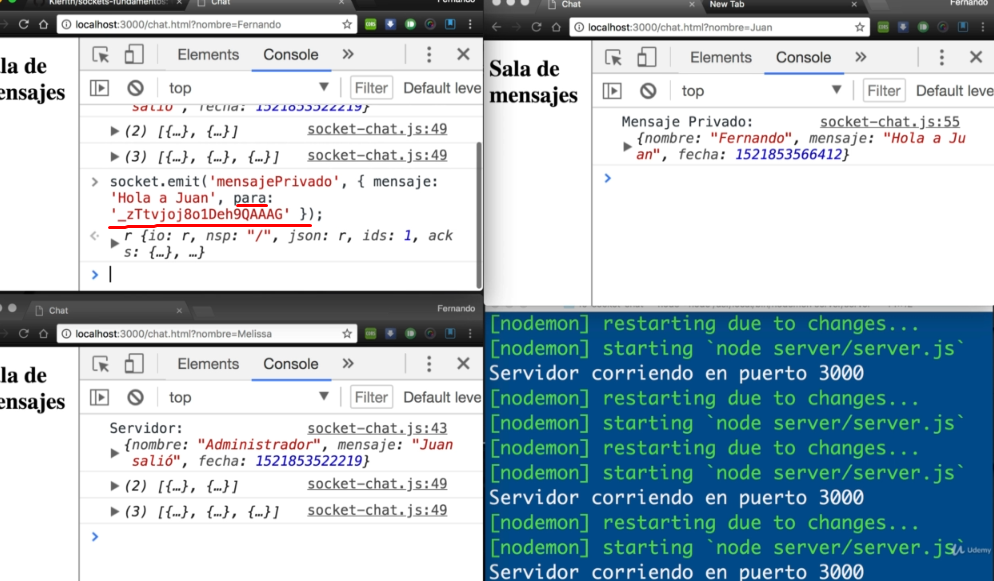 Klerith/sockets-fundamentos:
Chat
Fernando
localhost:3000/chat.html?nombre=Fernando
la de
ensajes
Elements Console »
top Filter Default leve
salió", fecha: 1521853522219}
(2) [{…}, {…}] socket-chat.js:49
(3) [{…}, {…}, {…}] socket-chat.js:49
socket.emit('mensajePrivado', { mensaje:
'Hola a Juan', para:
'_zTtvjoj8o1Deh9QAAAG' });
r {io: r, nsp: "/", json: r, ids: 1, ack
s: {…}, …}
Chat New Tab Fernando
localhost:3000/chat.html?nombre=Juan
Sala de
mensajes
Elements Console »
top Filter Default leve
Mensaje Privado: socket-chat.js:55
{nombre: "Fernando", mensaje: "Hola a Ju
an", fecha: 1521853566412}
Chat Fernando
localhost:3000/chat.html?nombre=Melissa
la de
ensajes
Elements Console »
top Filter Default leve
Servidor: socket-chat.js:43
{nombre: "Administrador", mensaje: "Juan
salió", fecha: 1521853522219}
(2) [{…}, {…}] socket-chat.js:49
(3) [{…}, {…}, {…}] socket-chat.js:49
[nodemon] restarting due to changes...
[nodemon] starting `node server/server.js`
Servidor corriendo en puerto 3000
[nodemon] restarting due to changes...
[nodemon] starting `node server/server.js`
[nodemon] restarting due to changes...
[nodemon] starting `node server/server.js`
Servidor corriendo en puerto 3000
[nodemon] restarting due to changes...
[nodemon] starting `node server/server.js`
Servidor corriendo en puerto 3000
Udemy